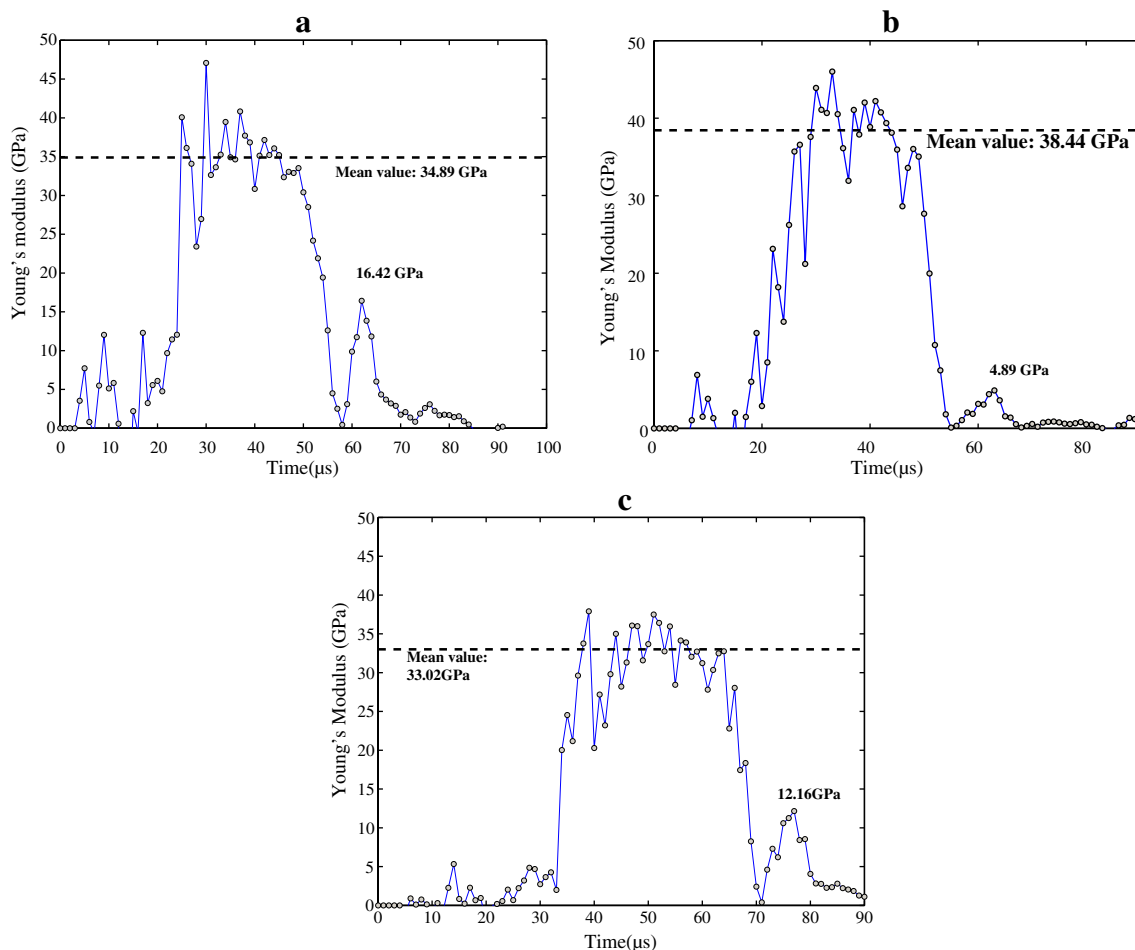 a
50
45
40
35
30
25
20
15
10
5
0
Young's modulus (GPa)
Mean value: 34.89 GPa
16.42 GPa
0 10 20 30 40 50 60 70 80 90 100
Time(μs)
b
50
40
30
20
10
0
Young's Modulus (GPa)
Mean value: 38.44 GPa
4.89 GPa
0 20 40 60 80
Time(μs)
c
50
45
40
35
30
25
20
15
10
5
0
Young's Modulus (GPa)
Mean value:
33.02GPa
12.16GPa
0 10 20 30 40 50 60 70 80 90
Time(μs)